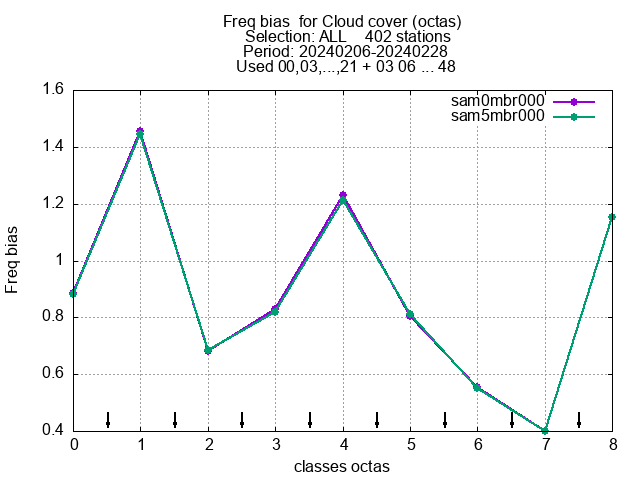 Freq bias  for Cloud cover (octas)
Selection: ALL    402 stations
Period: 20240206-20240228
Used 00,03,...,21 + 03 06 ... 48
sam0mbr000
sam5mbr000
1.6
1.4
1.2
1
0.8
0.6
0.4
Freq bias
0 1 2 3 4 5 6 7 8
classes octas